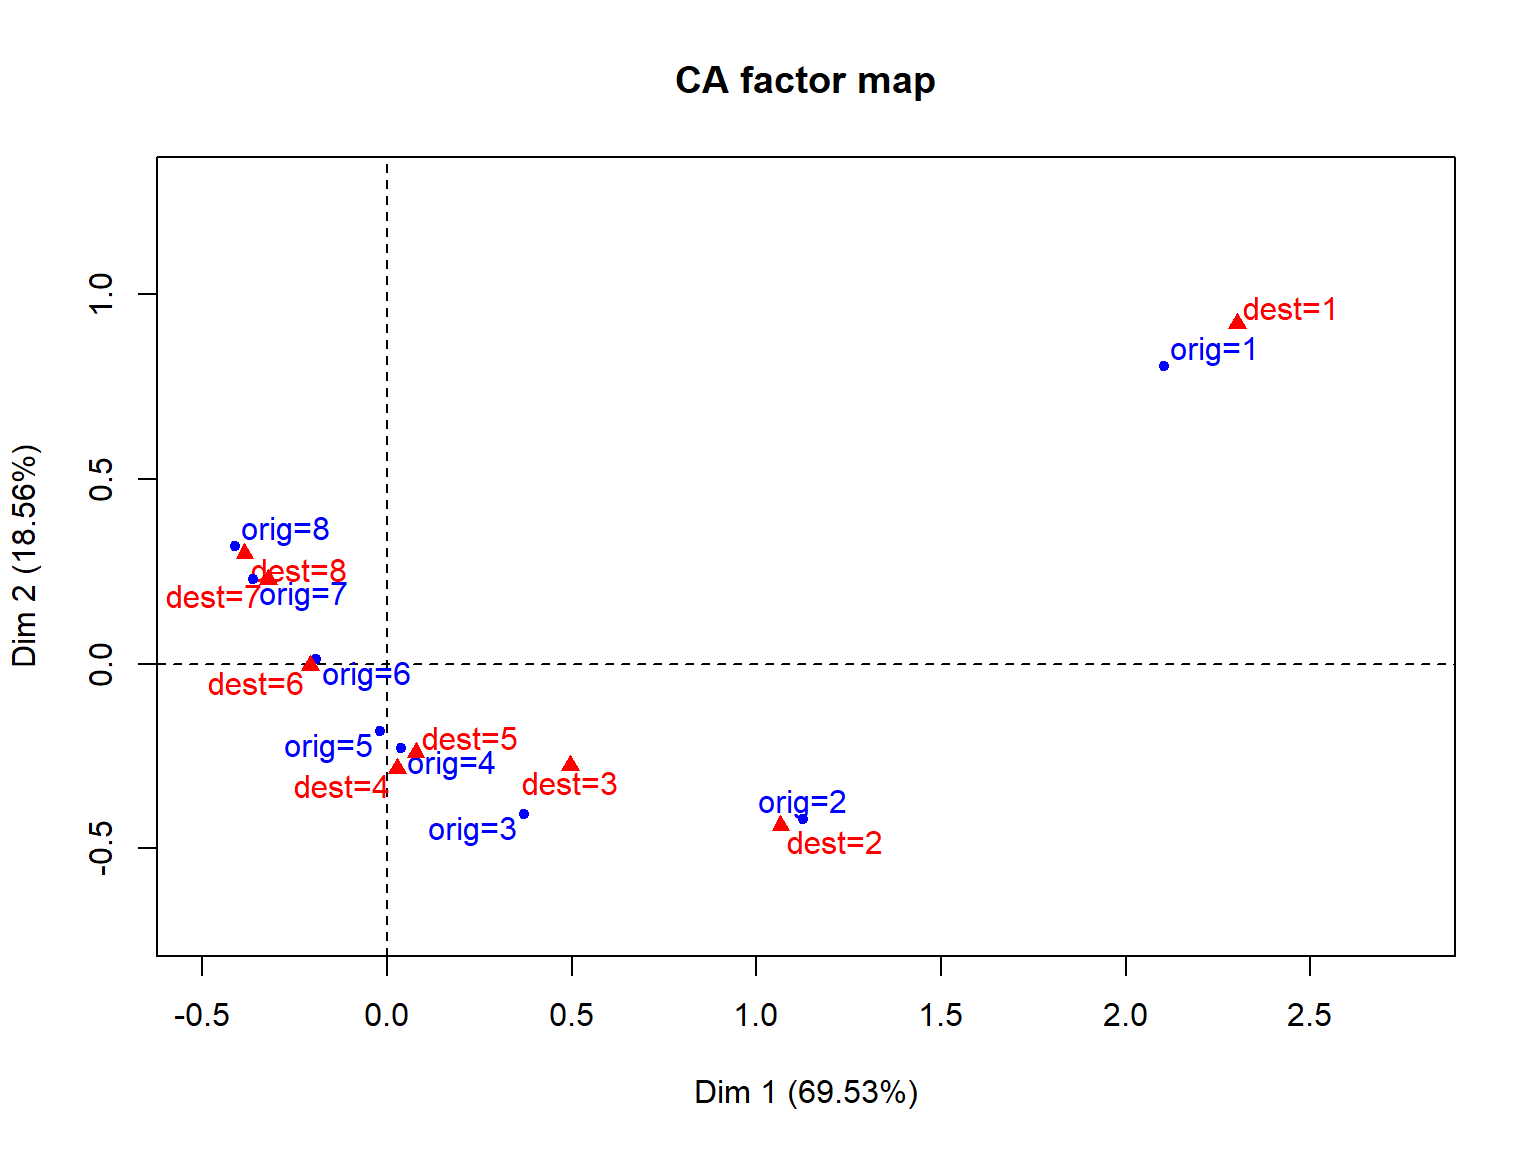 CA factor map
Dim 2 (18.56%)
1.0
0.5
0.0
-0.5
dest=1
orig=1
orig=8
dest=8
dest=7
orig=7
orig=6
dest=6
dest=5
orig=5
orig=4
dest=4
dest=3
orig=2
orig=3
dest=2
-0.5 0.0 0.5 1.0 1.5 2.0 2.5
Dim 1 (69.53%)